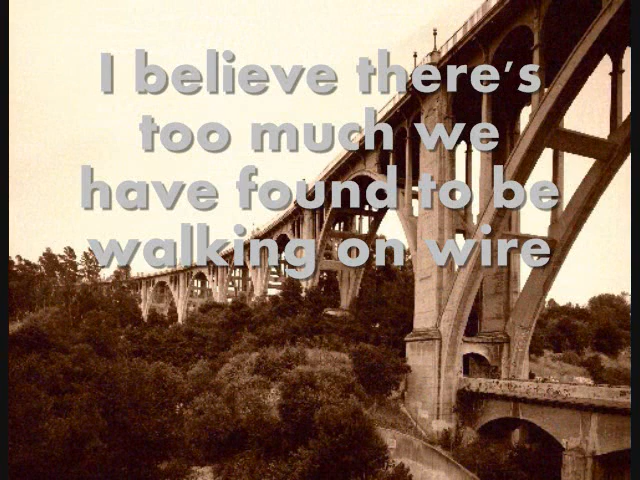 I believe there's
too much we
have found to be
walking on wire